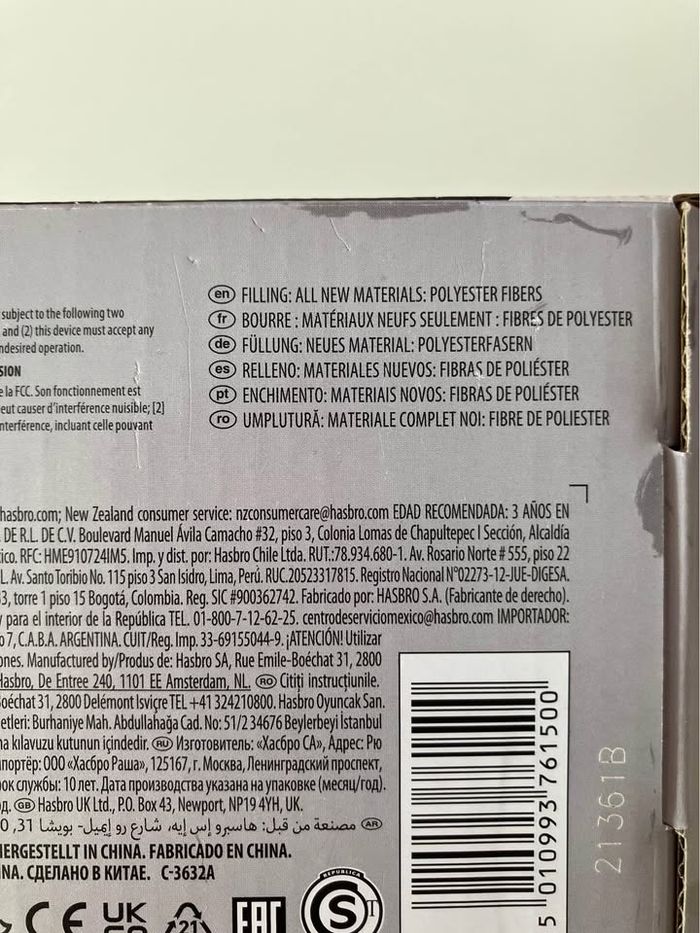 subject to the following two
and (2) this device must accept any
ndesired operation.
SION
e la FCC. Son fonctionnement est
eut causer d'interférence nuisible; [2]
nterférence, incluant celle pouvant
en FILLING: ALL NEW MATERIALS: POLYESTER FIBERS
fr BOURRE : MATÉRIAUX NEUFS SEULEMENT : FIBRES DE POLYESTER
de FÜLLUNG: NEUES MATERIAL: POLYESTERFASERN
es RELLENO: MATERIALES NUEVOS: FIBRAS DE POLIÉSTER
pt ENCHIMENTO: MATERIAIS NOVOS: FIBRAS DE POLIÉSTER
ro UMPLUTURĂ: MATERIALE COMPLET NOI: FIBRE DE POLIESTER
hasbro.com; New Zealand consumer service: nzconsumercare@hasbro.com EDAD RECOMENDADA: 3 AÑOS EN
DE R.L. DE C.V. Boulevard Manuel Ávila Camacho #32, piso 3, Colonia Lomas de Chapultepec I Sección, Alcaldía
ico. RFC: HME910724IM5. Imp. y dist. por: Hasbro Chile Ltda. RUT.:78.934.680-1. Av. Rosario Norte # 555, piso 22
L. Av. Santo Toribio No. 115 piso 3 San Isidro, Lima, Perú. RUC.20523317815. Registro Nacional N°02273-12-JUE-DIGESA.
3, torre 1 piso 15 Bogotá, Colombia. Reg. SIC #900362742. Fabricado por: HASBRO S.A. (Fabricante de derecho).
y para el interior de la República TEL. 01-800-7-12-62-25. centrodeserviciomexico@hasbro.com IMPORTADOR:
o 7, C.A.B.A. ARGENTINA. CUIT/Reg. Imp. 33-69155044-9. ¡ATENCIÓN! Utilizar
ones. Manufactured by/Produs de: Hasbro SA, Rue Emile-Boéchat 31, 2800
Hasbro, De Entree 240, 1101 EE Amsterdam, NL. RO Citiți instrucțiunile.
oéchat 31, 2800 Delémont Isviçre TEL +41 324210800. Hasbro Oyuncak San.
etleri: Burhaniye Mah. Abdullahağa Cad. No: 51/2 34676 Beylerbeyi İstanbul
na kılavuzu kutunun içindedir. RU Изготовитель: «Хасбро СА», Адрес: Рю
мпортёр: ООО «Хасбро Раша», 125167, г. Москва, Ленинградский проспект,
рок службы: 10 лет. Дата производства указана на упаковке (месяц/год).
од. GB Hasbro UK Ltd., P.O. Box 43, Newport, NP19 4YH, UK.
AR مصنعة من قبل: هاسبرو إس إيه، شارع رو إميل- بويشا 31, 0
HERGESTELLT IN CHINA. FABRICADO EN CHINA.
NA. СДЕЛАНО В КИТАЕ. C-3632A
5 010993 761500
21361B
CE UK 21 EAC REPUBLICA S T